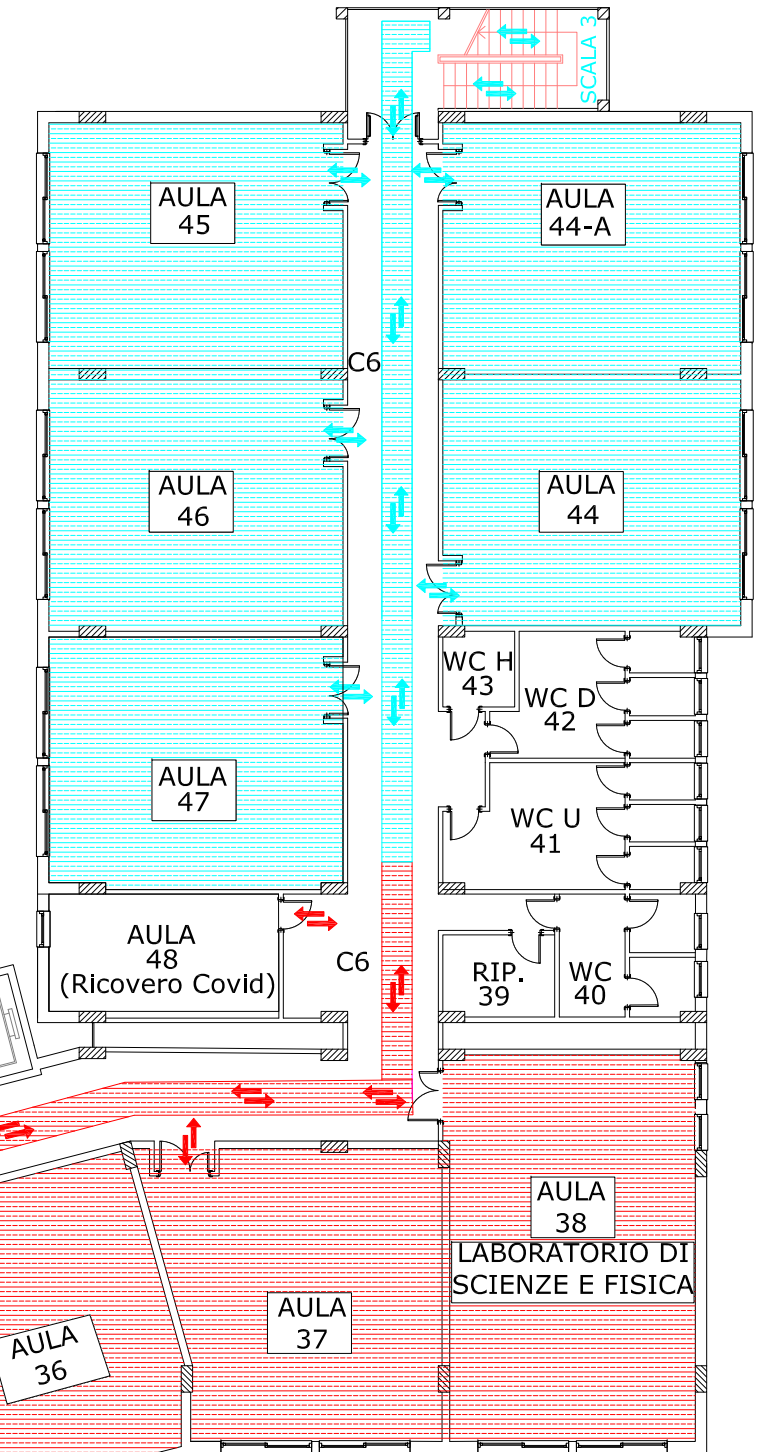 SCALA 3
AULA
45
AULA
44-A
C6
AULA
46
AULA
44
WC H
43
WC D
42
AULA
47
WC U
41
AULA
48
(Ricovero Covid)
C6
RIP.
39
WC
40
AULA
38
LABORATORIO DI
SCIENZE E FISICA
AULA
37
AULA
36